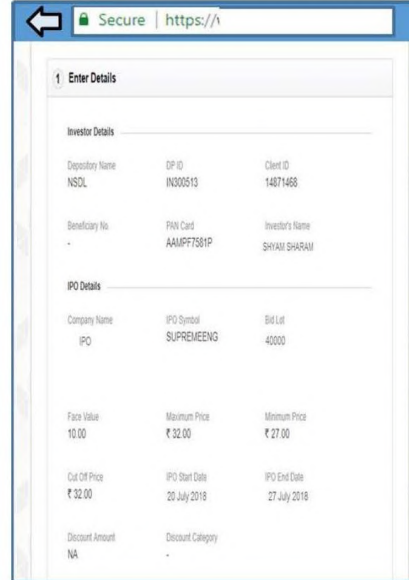 Secure | https://
1 Enter Details
Investor Details
Depository Name DP ID Client ID
NSDL IN300513 14871468
Beneficiary No. PAN Card Investor's Name
- AAMPF7581P SHYAM SHARAM
IPO Details
Company Name IPO Symbol Bid Lot
IPO SUPREMEENG 40000
Face Value Maximum Price Minimum Price
10.00 ₹ 32.00 ₹ 27.00
Cut Off Price IPO Start Date IPO End Date
₹ 32.00 20 July 2018 27 July 2018
Discount Amount Discount Category
NA -